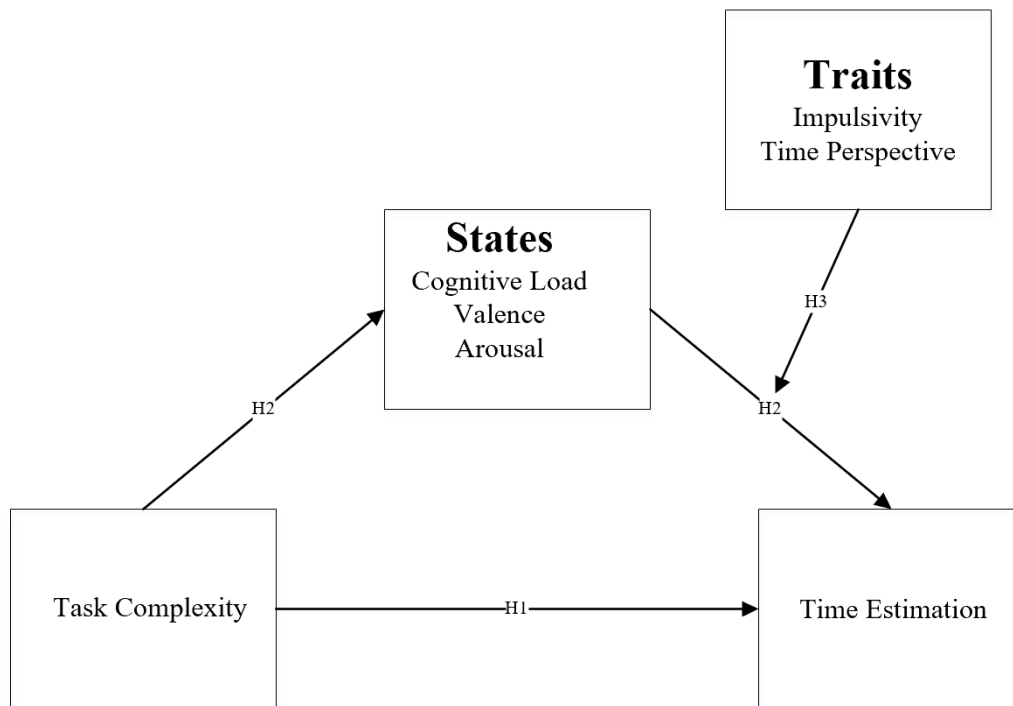 Traits
Impulsivity
Time Perspective
States
Cognitive Load
Valence
Arousal
H3
H2
H2
Task Complexity
H1
Time Estimation